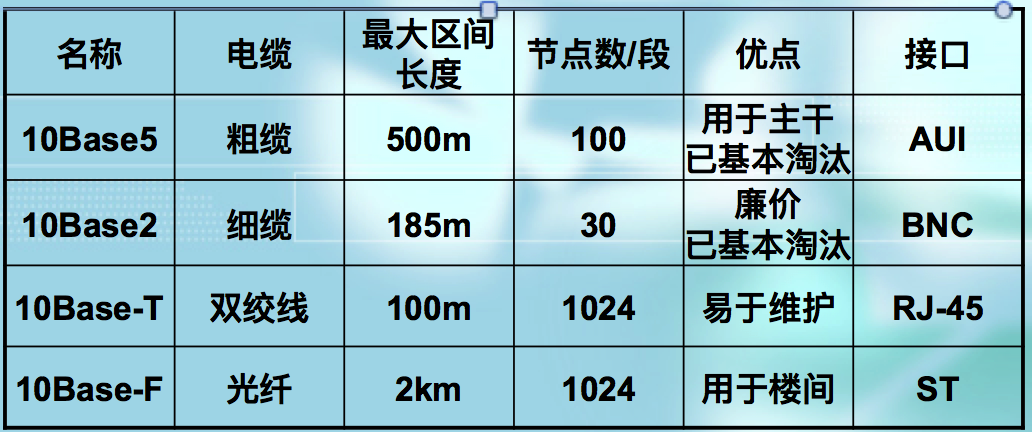 名称 电缆 最大区间 长度 节点数/段 优点 接口
10Base5 粗缆 500m 100 用于主干 已基本淘汰 AUI
10Base2 细缆 185m 30 廉价 已基本淘汰 BNC
10Base-T 双绞线 100m 1024 易于维护 RJ-45
10Base-F 光纤 2km 1024 用于楼间 ST